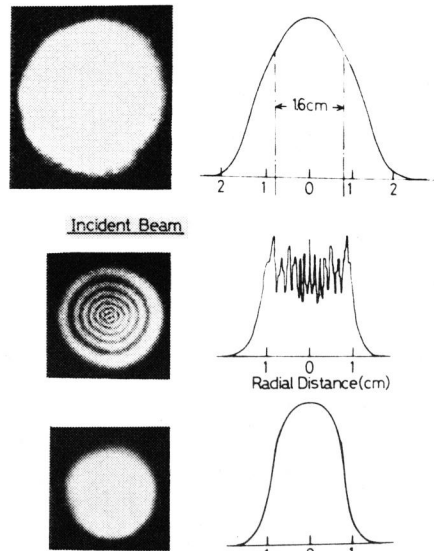 1.6cm
2 1 0 1 2
Incident Beam
1 0 1
Radial Distance(cm)
1 0 1